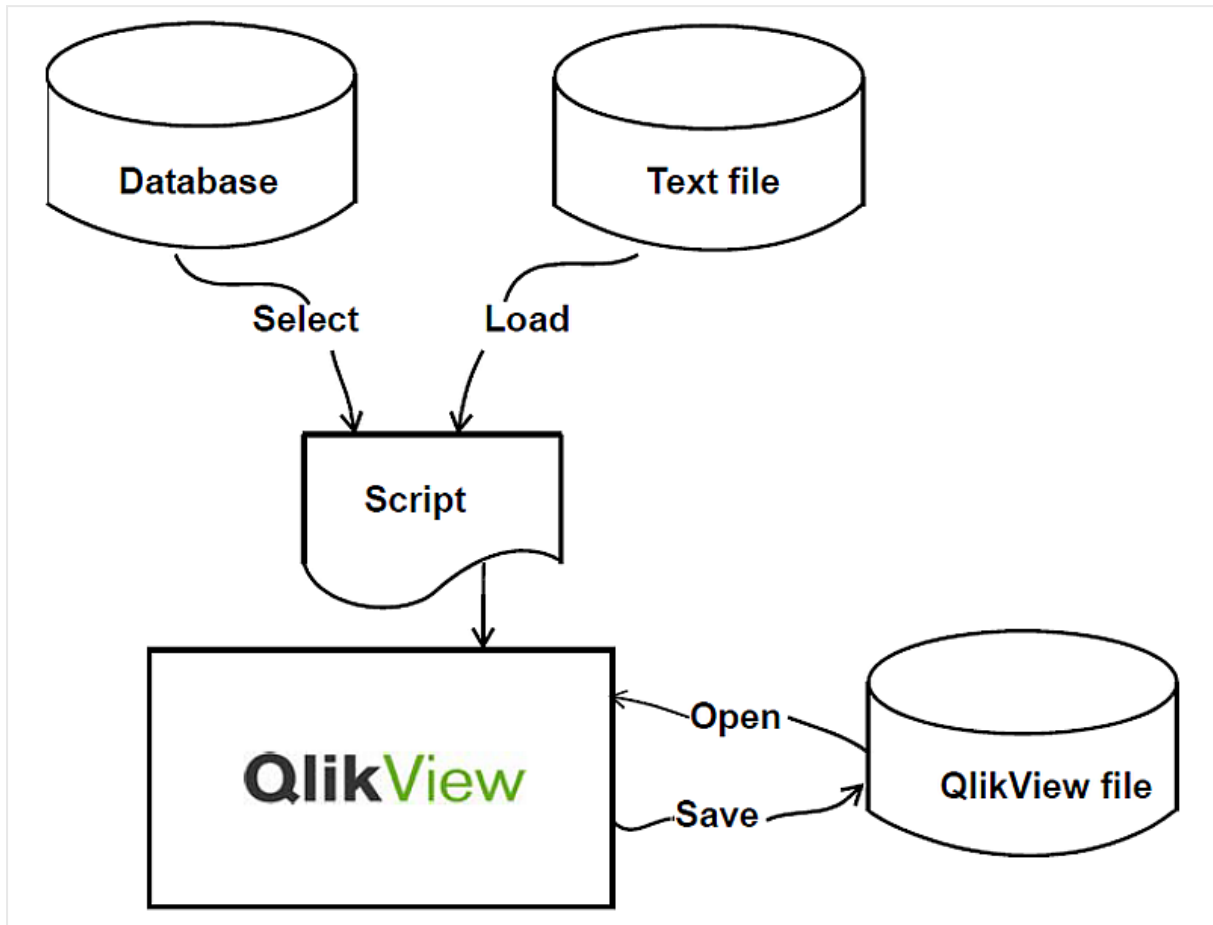 Database
Text file
Select
Load
Script
Open
QlikView
QlikView file
Save